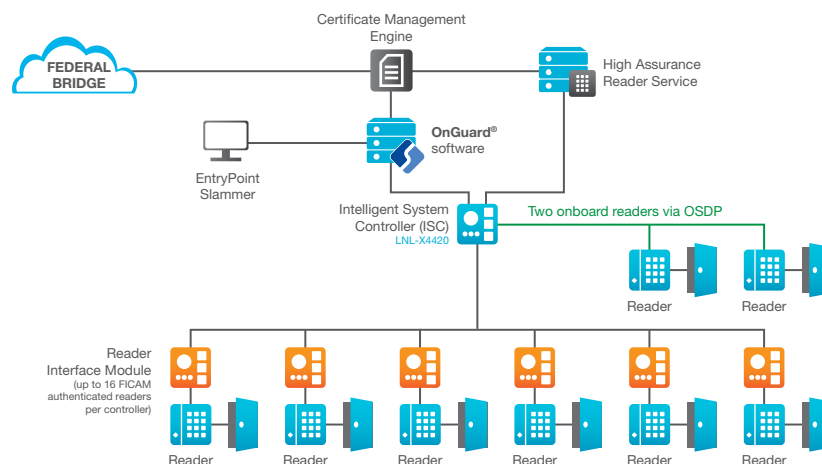 Certificate Management
Engine
FEDERAL
BRIDGE
High Assurance
Reader Service
OnGuard®
software
EntryPoint
Slammer
Intelligent System
Controller (ISC)
LNL-X4420
Two onboard readers via OSDP
Reader
Reader
Reader
Interface Module
(up to 16 FICAM
authenticated readers
per controller)
Reader
Reader
Reader
Reader
Reader
Reader